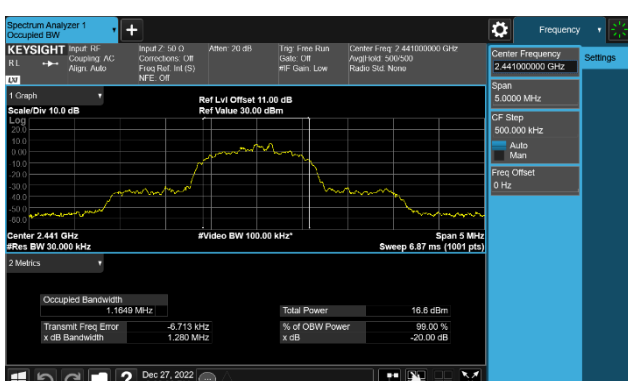 Spectrum Analyzer 1
Occupied BW
+
Frequency
KEYSIGHT
R L
LXI
Input: RF
Coupling: AC
Align: Auto
Input Z: 50 Ω
Corrections: Off
Freq Ref: Int (S)
NFE: Off
Atten: 20 dB
Trig: Free Run
Gate: Off
#IF Gain: Low
Center Freq: 2.441000000 GHz
Avg|Hold: 500/500
Radio Std: None
Center Frequency
2.441000000 GHz
Settings
Span
5.0000 MHz
CF Step
500.000 kHz
Auto
Man
Freq Offset
0 Hz
1 Graph
Scale/Div 10.0 dB
Ref Lvl Offset 11.00 dB
Ref Value 30.00 dBm
Log
20.0
10.0
0.00
-10.0
-20.0
-30.0
-40.0
-50.0
-60.0
Center 2.441 GHz
#Res BW 30.000 kHz
#Video BW 100.00 kHz*
Span 5 MHz
Sweep 6.87 ms (1001 pts)
2 Metrics
Occupied Bandwidth
1.1649 MHz
Total Power 16.6 dBm
Transmit Freq Error -6.713 kHz
% of OBW Power 99.00 %
x dB Bandwidth 1.280 MHz
x dB -20.00 dB
?
Dec 27, 2022